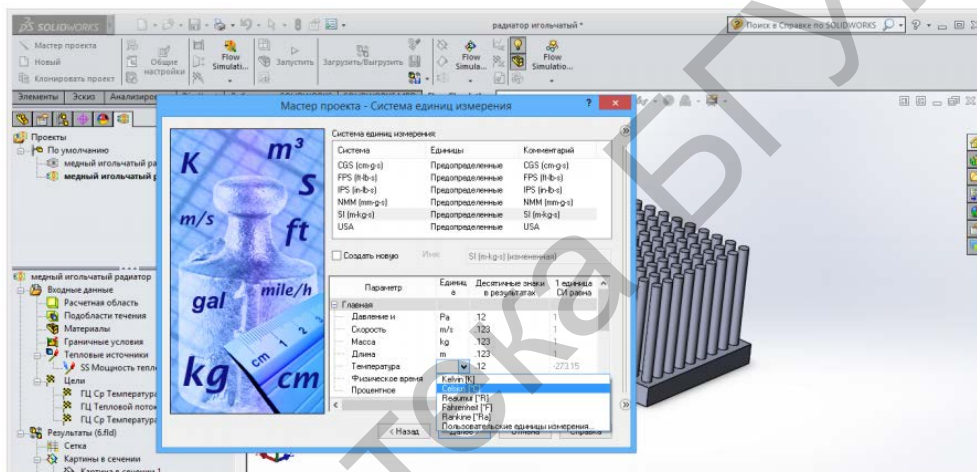 SOLIDWORKS
радиатор игольчатый *
Поиск в Справке по SOLIDWORKS
Мастер проекта
Новый
Клонировать проект
Общие настройки
Flow Simulati...
Запустить
Загрузить/Выгрузить
Flow Simula...
Flow Simulatio...
Элементы
Эскиз
Проекты
По умолчанию
медный игольчатый ра
медный игольчатый р
медный игольчатый радиатор
Входные данные
Расчетная область
Подобласти течения
Материалы
Граничные условия
Тепловые источники
SS Мощность тепло
Цели
ГЦ Ср Температура
ГЦ Тепловой поток
ГЦ Ср Температура
Результаты (6.fld)
Сетка
Картины в сечении
Картина в сечении 1
Мастер проекта - Система единиц измерения
K
m³
S
m/s
ft
gal
mile/h
kg
cm
cm 1 2 3
Система единиц измерения:
Система Единицы Комментарий
CGS (cm-g-s) Предопределенные CGS (cm-g-s)
FPS (ft-lb-s) Предопределенные FPS (ft-lb-s)
IPS (in-lb-s) Предопределенные IPS (in-lb-s)
NMM (mm-g-s) Предопределенные NMM (mm-g-s)
SI (m-kg-s) Предопределенные SI (m-kg-s)
USA Предопределенные USA
Создать новую Имя: SI (m-kg-s) (измененная)
Параметр Единица Десятичные знаки в результатах 1 единица СИ равна
Главная
Давление и Pa .12 1
Скорость m/s .123 1
Масса kg .123 1
Длина m .123 1
Температура .12 -273.15
Физическое время
Процентное
Kelvin [K]
Celsius [°C]
Reaumur [°R]
Fahrenheit [°F]
Rankine [°Ra]
Пользовательские единицы измерения...
< Назад
Далее >
Отмена
Справка